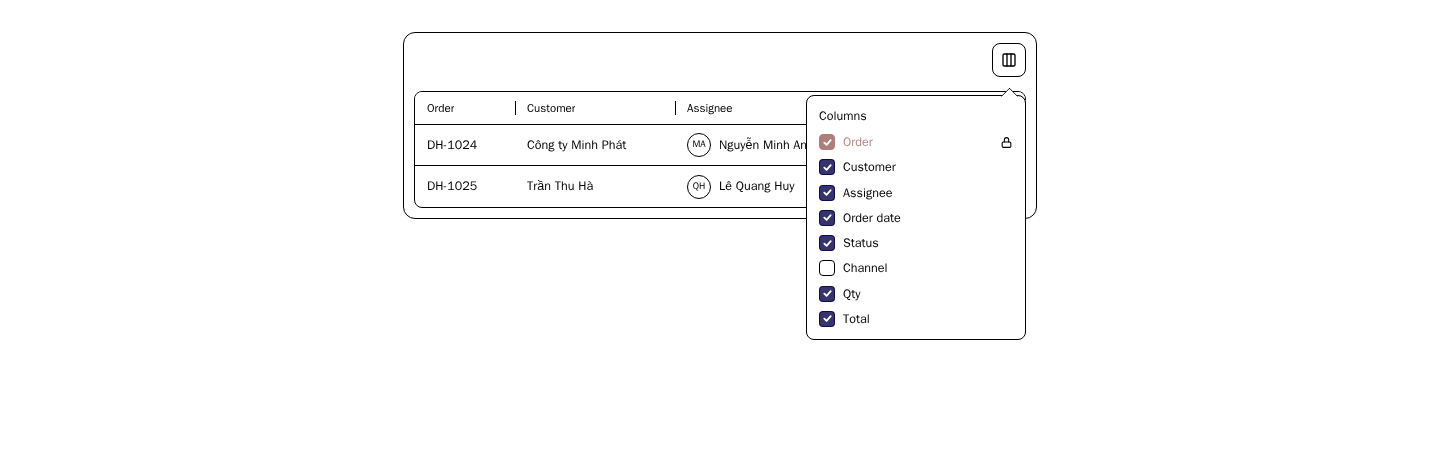 Order Customer Assignee
DH-1024 Công ty Minh Phát MA Nguyễn Minh An
DH-1025 Trần Thu Hà QH Lê Quang Huy
Columns
Order
Customer
Assignee
Order date
Status
Channel
Qty
Total